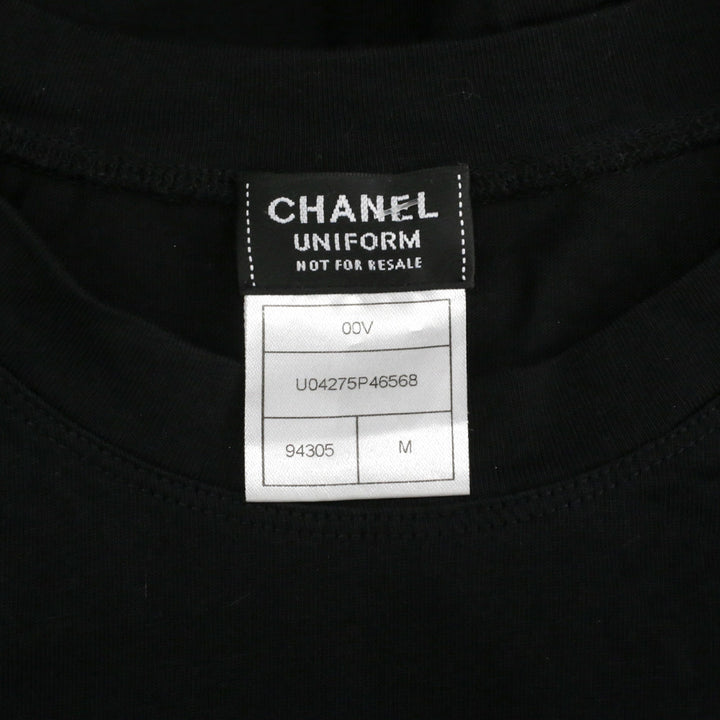 CHANEL
UNIFORM
NOT FOR RESALE
00V
U04275P46568
94305 M